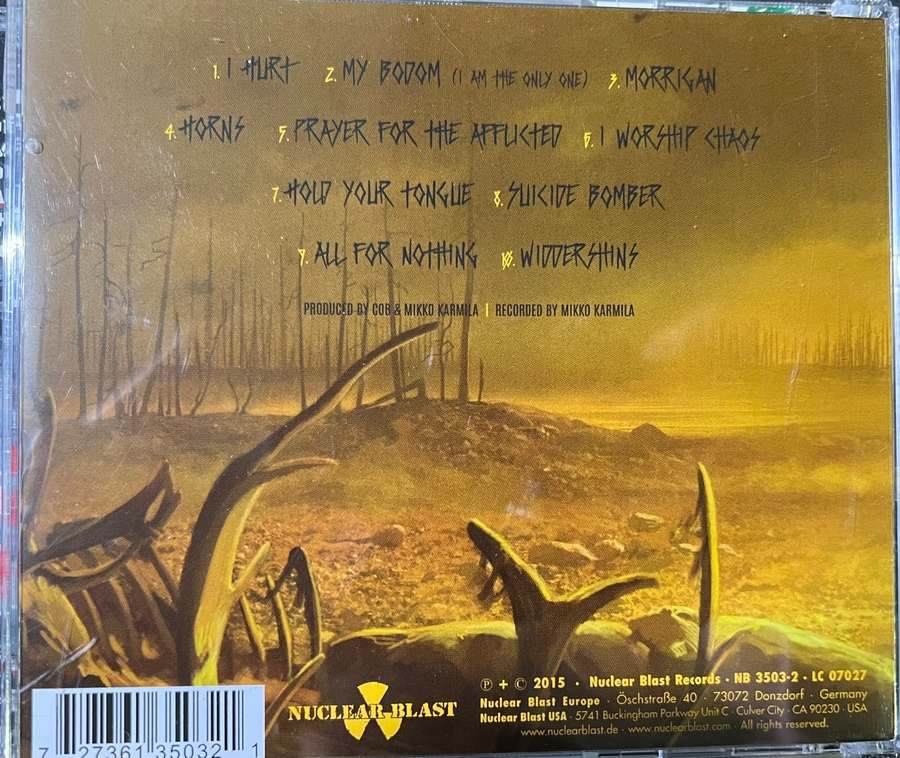 1. I HURT 2. MY BODOM (I AM THE ONLY ONE) 3. MORRIGAN
4. HORNS 5. PRAYER FOR THE AFFLICTED 6. I WORSHIP CHAOS
7. HOLD YOUR TONGUE 8. SUICIDE BOMBER
9. ALL FOR NOTHING 10. WIDDERSHINS
PRODUCED BY COB & MIKKO KARMILA | RECORDED BY MIKKO KARMILA
NUCLEAR BLAST
℗ + © 2015 · Nuclear Blast Records · NB 3503-2 · LC 07027
Nuclear Blast Europe · Öschstraße 40 · 73072 Donzdorf · Germany
Nuclear Blast USA · 5741 Buckingham Parkway Unit C · Culver City · CA 90230 · USA
www.nuclearblast.de · www.nuclearblast.com · All rights reserved.
7 27361 35032 1